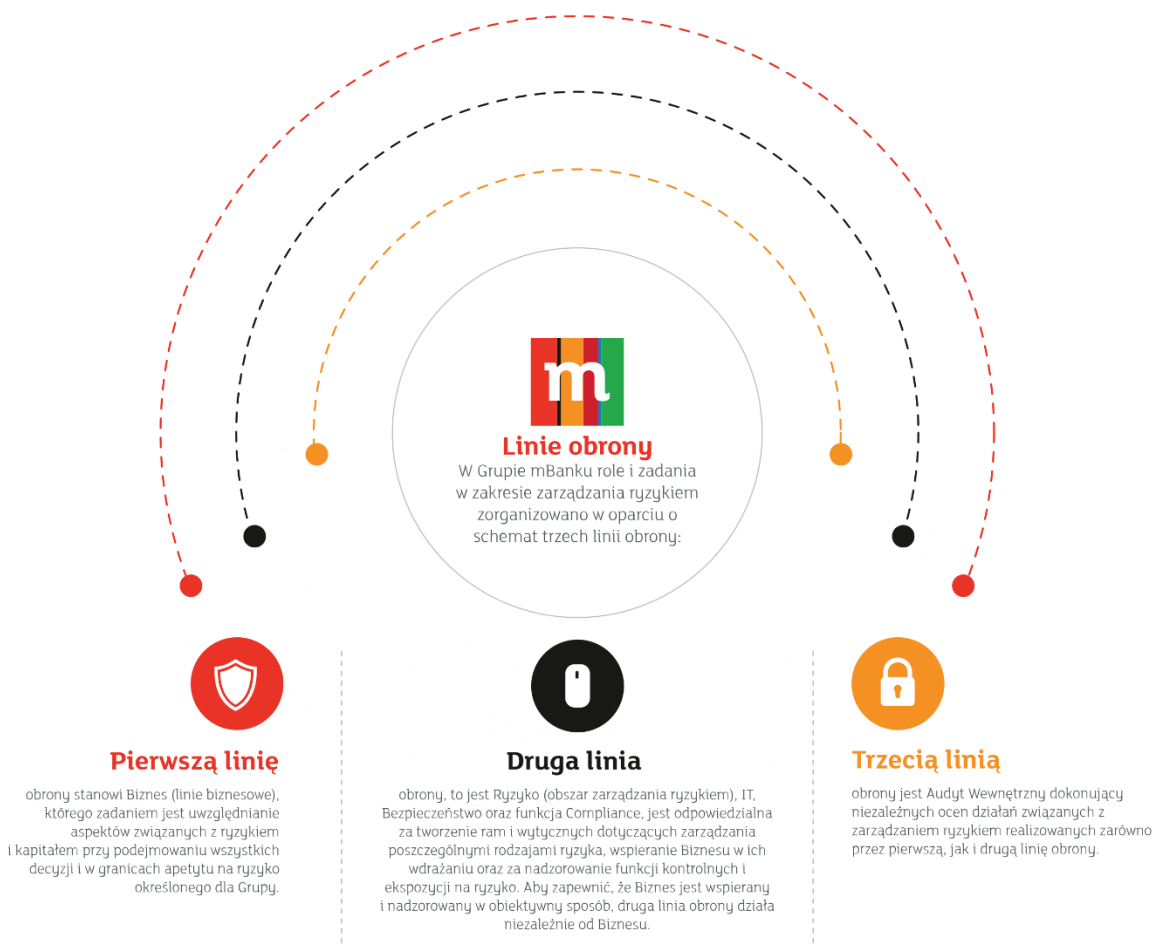 m
Linie obrony
W Grupie mBanku role i zadania
w zakresie zarządzania ryzykiem
zorganizowano w oparciu o
schemat trzech linii obrony:
Pierwszą linię
obrony stanowi Biznes (linie biznesowe),
którego zadaniem jest uwzględnianie
aspektów związanych z ryzykiem
i kapitałem przy podejmowaniu wszystkich
decyzji i w granicach apetytu na ryzyko
określonego dla Grupy.
Druga linia
obrony, to jest Ryzyko (obszar zarządzania ryzykiem), IT,
Bezpieczeństwo oraz funkcja Compliance, jest odpowiedzialna
za tworzenie ram i wytycznych dotyczących zarządzania
poszczególnymi rodzajami ryzyka, wspieranie Biznesu w ich
wdrażaniu oraz za nadzorowanie funkcji kontrolnych i
ekspozycji na ryzyko. Aby zapewnić, że Biznes jest wspierany
i nadzorowany w obiektywny sposób, druga linia obrony działa
niezależnie od Biznesu.
Trzecią linią
obrony jest Audyt Wewnętrzny dokonujący
niezależnych ocen działań związanych z
zarządzaniem ryzykiem realizowanych zarówno
przez pierwszą, jak i drugą linię obrony.